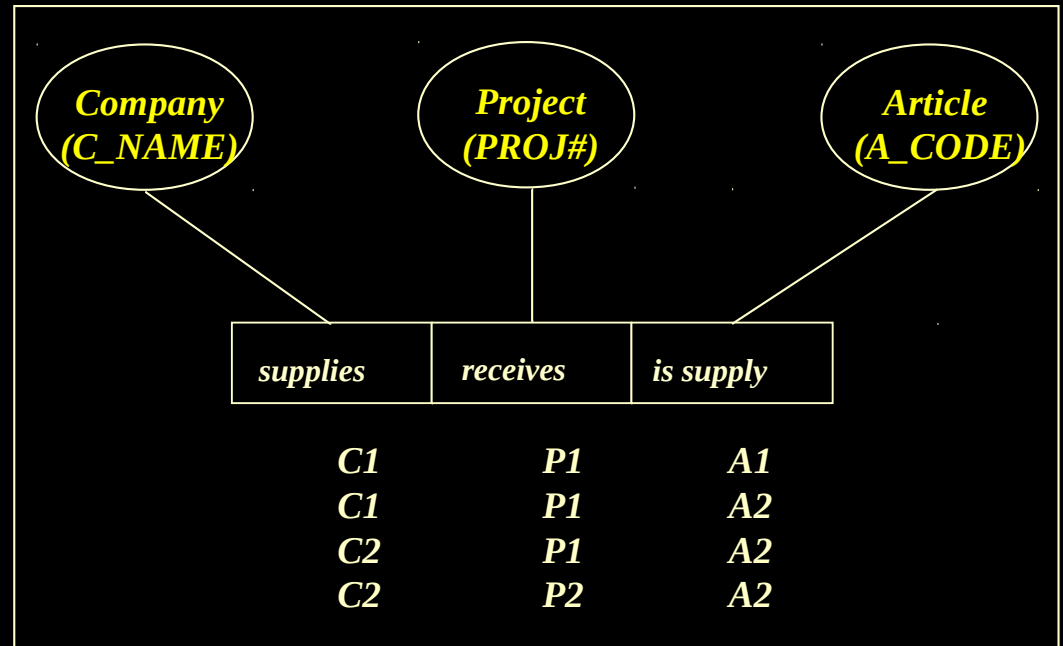 Company
(C_NAME)
Project
(PROJ#)
Article
(A_CODE)
supplies receives is supply
C1 P1 A1
C1 P1 A2
C2 P1 A2
C2 P2 A2